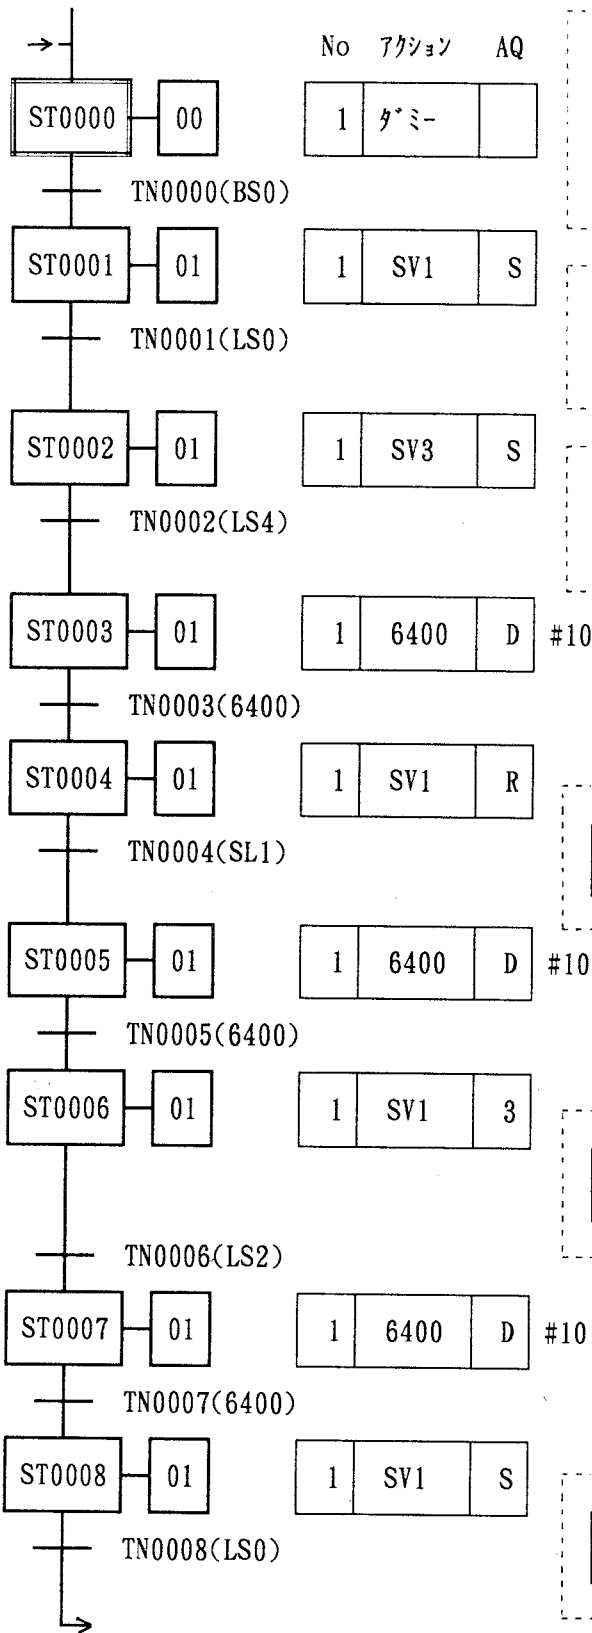 No アクション AQ
ST0000 00 1 ダミー
TN0000(BS0)
ST0001 01 1 SV1 S
TN0001(LS0)
ST0002 01 1 SV3 S
TN0002(LS4)
ST0003 01 1 6400 D #10
TN0003(6400)
ST0004 01 1 SV1 R
TN0004(SL1)
ST0005 01 1 6400 D #10
TN0005(6400)
ST0006 01 1 SV1 3
TN0006(LS2)
ST0007 01 1 6400 D #10
TN0007(6400)
ST0008 01 1 SV1 S
TN0008(LS0)